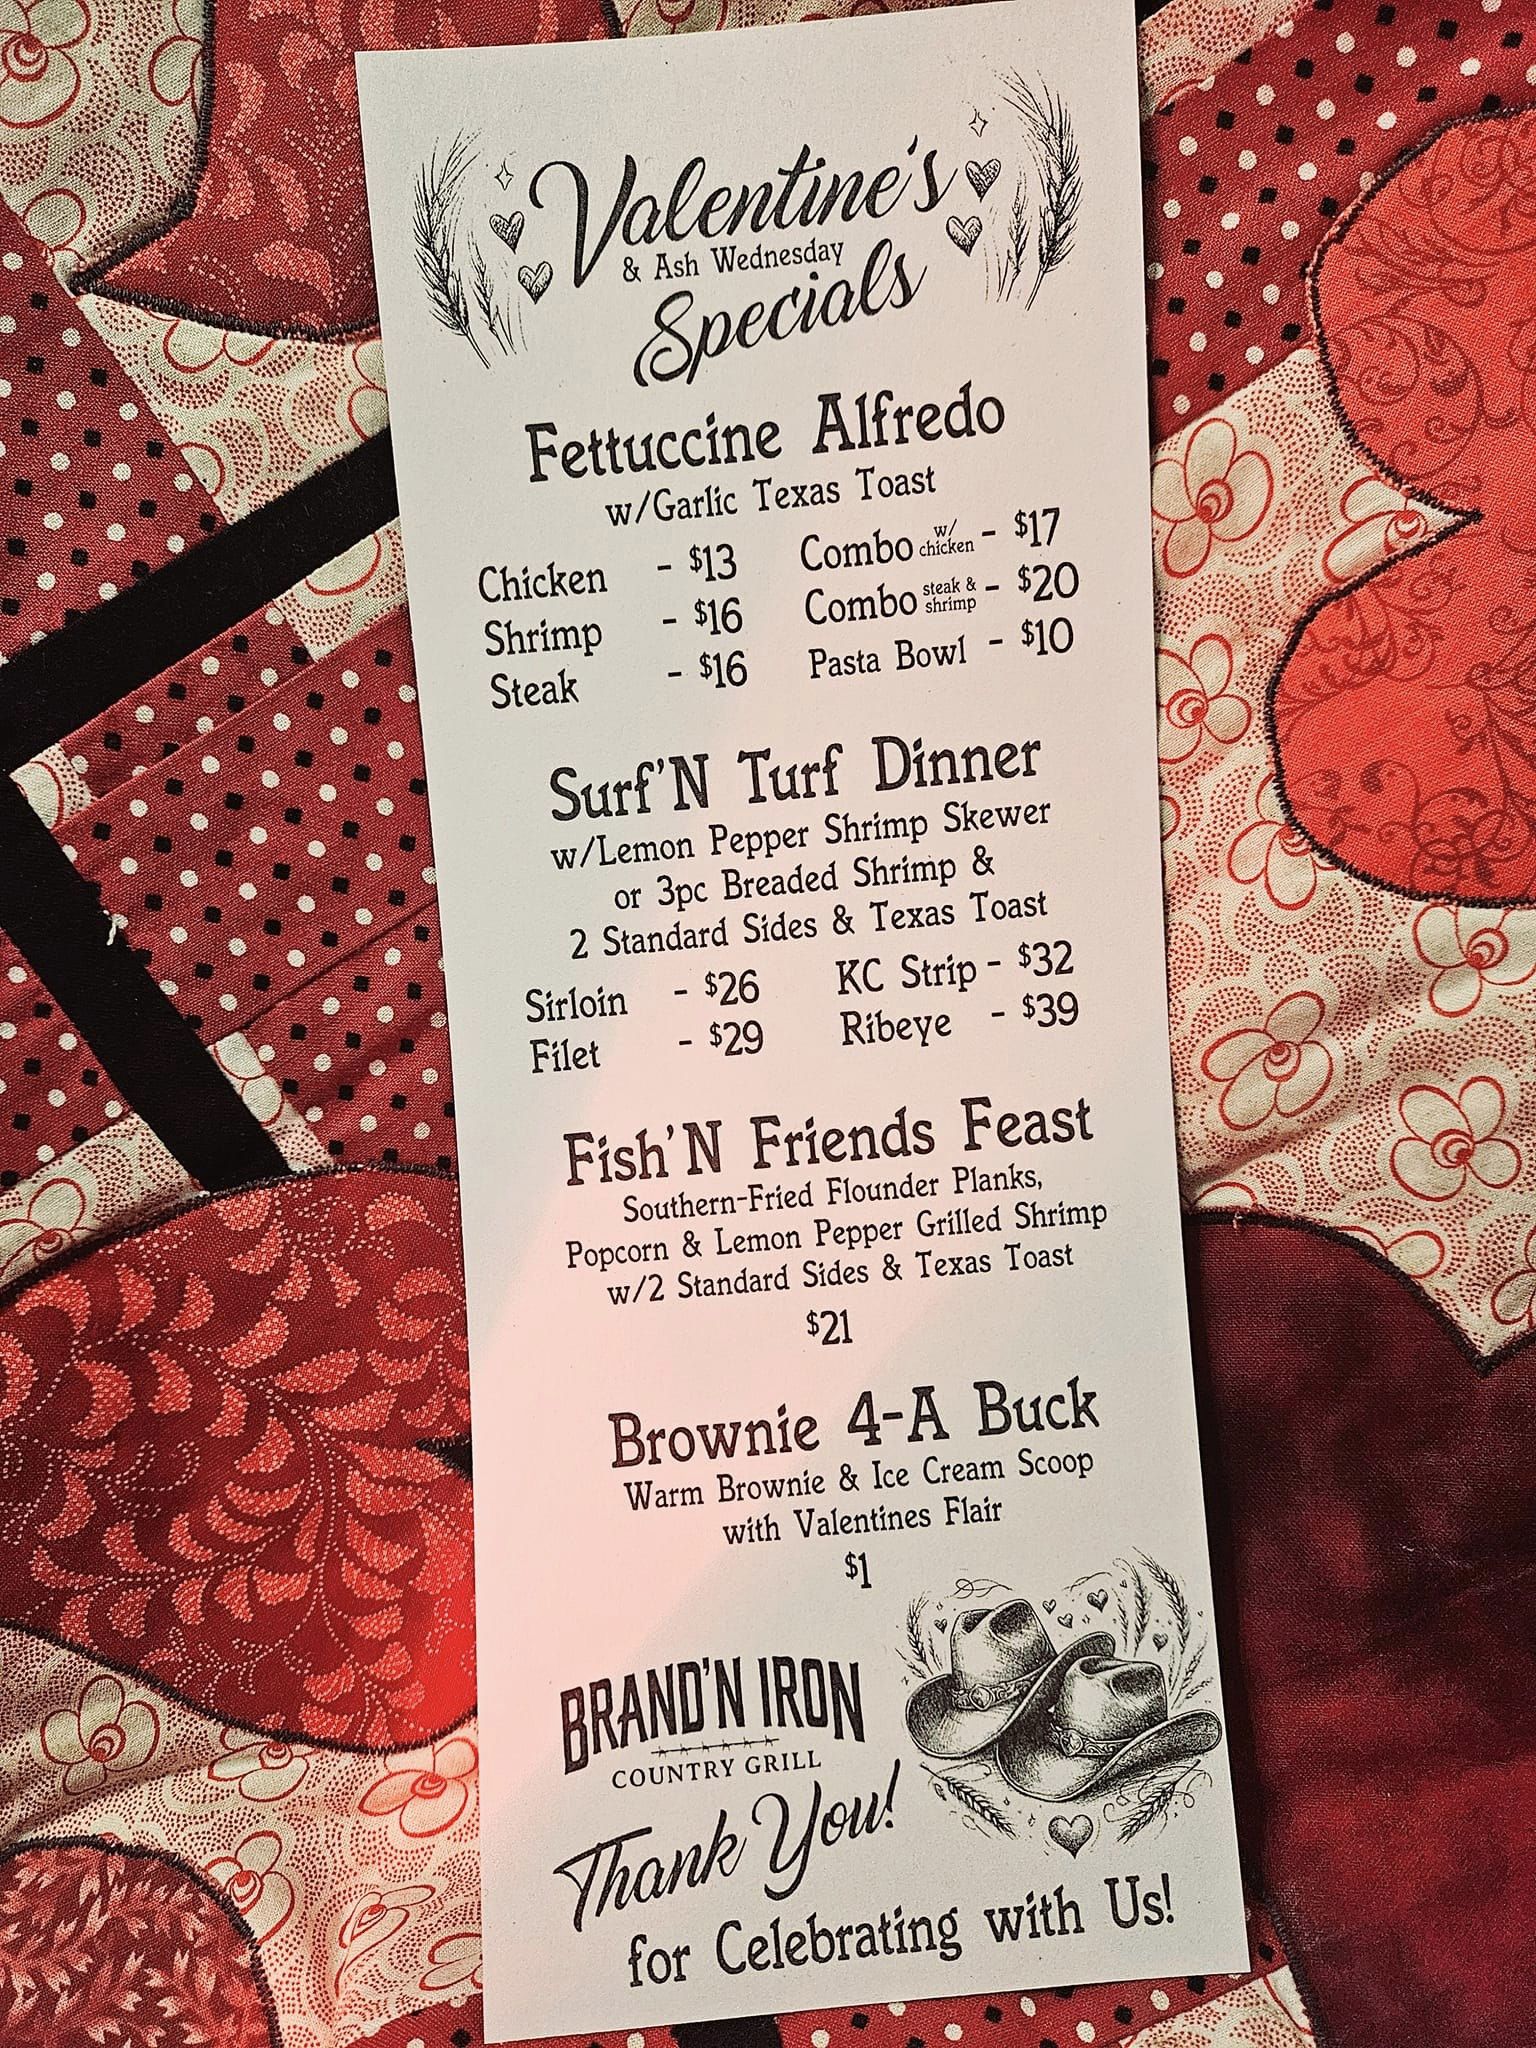 Valentine's
& Ash Wednesday
Specials
Fettuccine Alfredo
w/Garlic Texas Toast
Chicken - $13
Shrimp - $16
Steak - $16
Combo w/ chicken - $17
Combo steak & shrimp - $20
Pasta Bowl - $10
Surf'N Turf Dinner
w/Lemon Pepper Shrimp Skewer
or 3pc Breaded Shrimp &
2 Standard Sides & Texas Toast
Sirloin - $26
Filet - $29
KC Strip - $32
Ribeye - $39
Fish'N Friends Feast
Southern-Fried Flounder Planks,
Popcorn & Lemon Pepper Grilled Shrimp
w/2 Standard Sides & Texas Toast
$21
Brownie 4-A Buck
Warm Brownie & Ice Cream Scoop
with Valentines Flair
$1
BRAND'N IRON
COUNTRY GRILL
Thank You!
for Celebrating with Us!